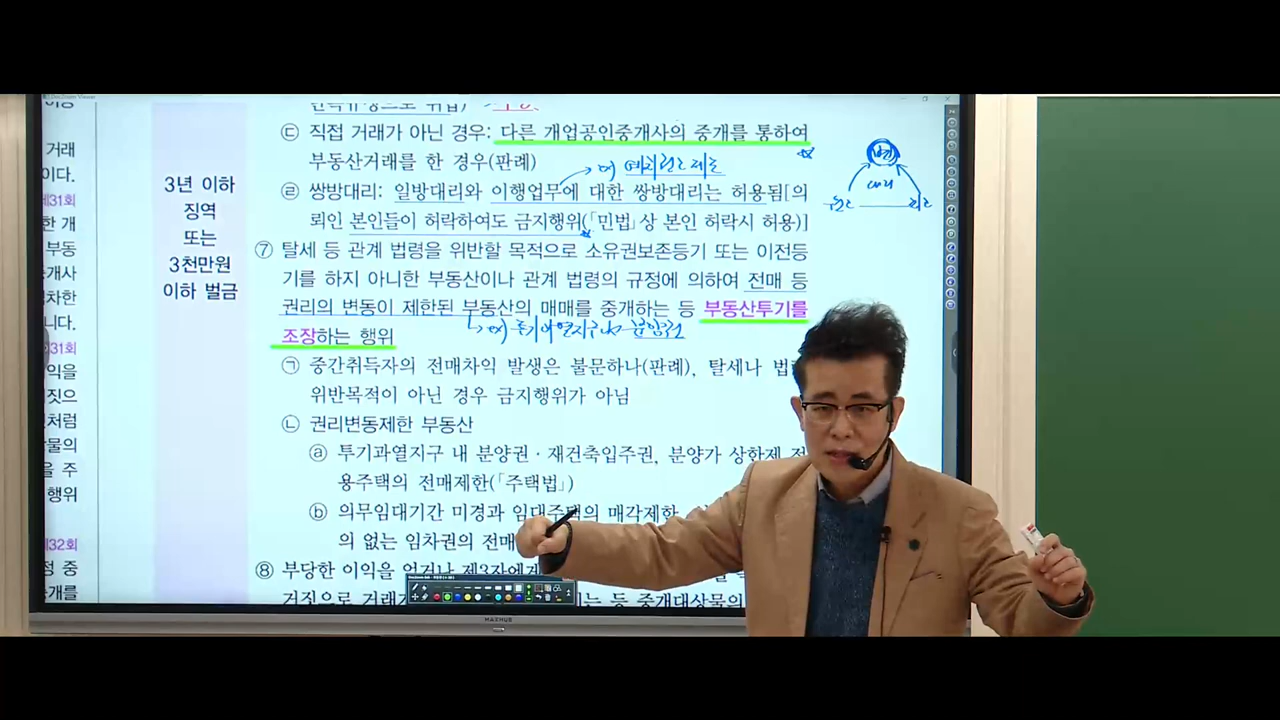 거래
이다.
제31회
한 개
부동
차한
니다.
31회
익을
짓으
처럼
물의
을 주
행위
제32회
정 중
개를
3년 이하
징역
또는
3천만원
이하 벌금
㉢ 직접 거래가 아닌 경우: 다른 개업공인중개사의 중개를 통하여
부동산거래를 한 경우(판례)
㉣ 쌍방대리: 일방대리와 이행업무에 대한 쌍방대리는 허용됨[의
뢰인 본인들이 허락하여도 금지행위(「민법」상 본인 허락시 허용)]
⑦ 탈세 등 관계 법령을 위반할 목적으로 소유권보존등기 또는 이전등
기를 하지 아니한 부동산이나 관계 법령의 규정에 의하여 전매 등
권리의 변동이 제한된 부동산의 매매를 중개하는 등 부동산투기를
조장하는 행위
㉠ 중간취득자의 전매차익 발생은 불문하나(판례), 탈세나 법
위반목적이 아닌 경우 금지행위가 아님
㉡ 권리변동제한 부동산
ⓐ 투기과열지구 내 분양권·재건축입주권, 분양가 상한제 적
용주택의 전매제한(「주택법」)
ⓑ 의무임대기간 미경과 임대주택의 매각제한
의 없는 임차권의 전매
⑧ 부당한 이익을 얻거나 제3자에게
거짓으로 거래가 는 등 중개대상물의
대리
MAXHUB